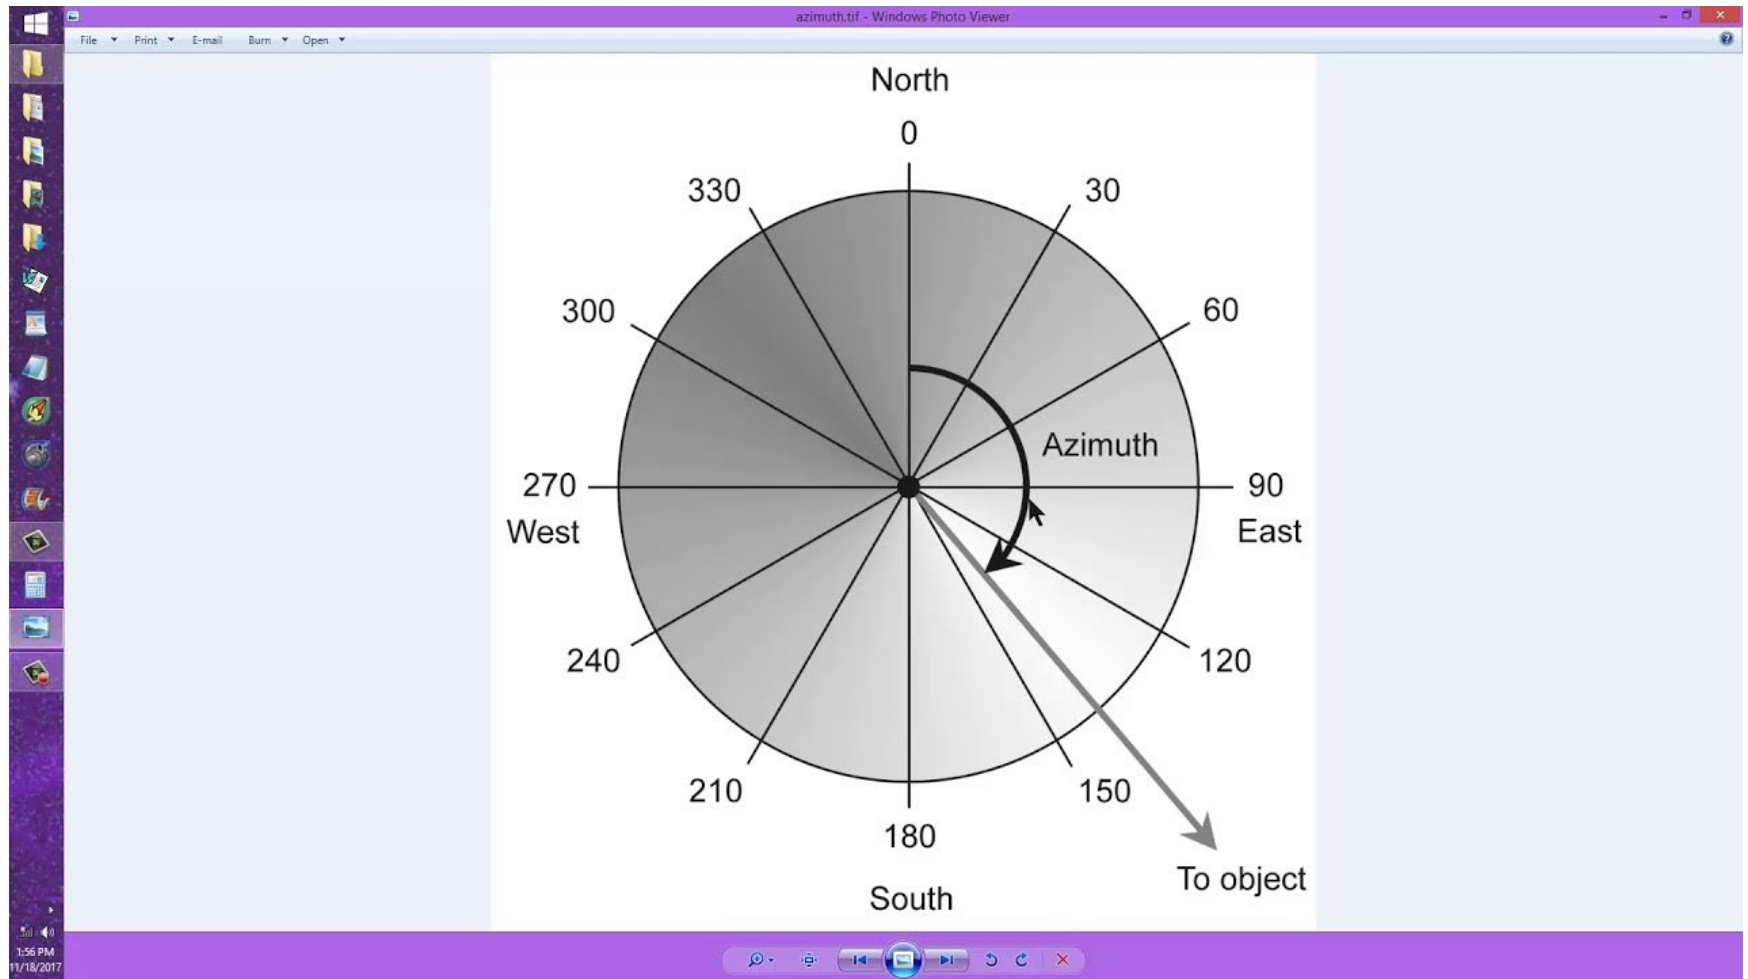 azimuth.tif - Windows Photo Viewer
File Print E-mail Burn Open
North
0
330 30
300 60
Azimuth
270 90
West East
240 120
210 150
180
To object
South
1:56 PM
11/18/2017